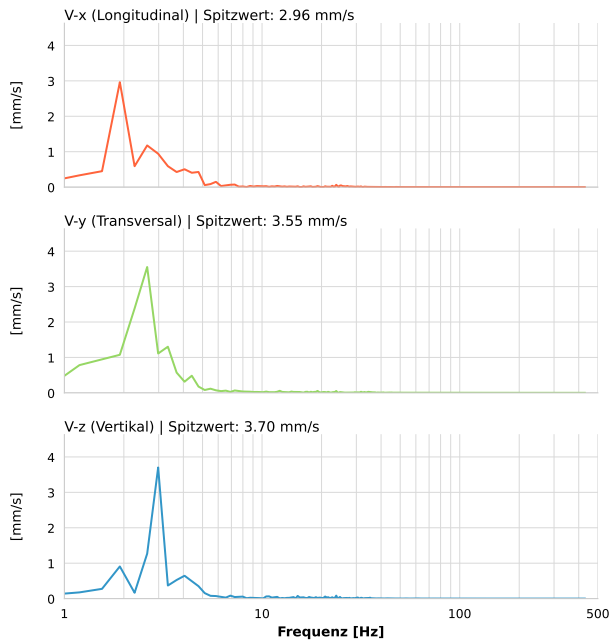 V-x (Longitudinal) | Spitzwert: 2.96 mm/s
4
3
2
1
0
[mm/s]
V-y (Transversal) | Spitzwert: 3.55 mm/s
4
3
2
1
0
[mm/s]
V-z (Vertikal) | Spitzwert: 3.70 mm/s
4
3
2
1
0
[mm/s]
1 10 100 500
Frequenz [Hz]